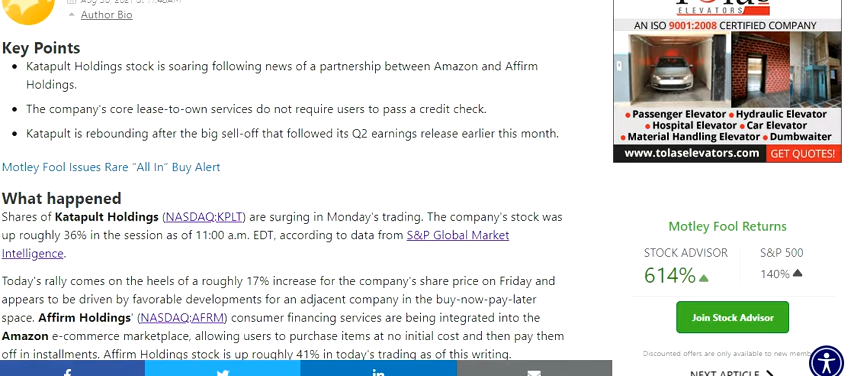 Author Bio
Key Points
Katapult Holdings stock is soaring following news of a partnership between Amazon and Affirm
Holdings.
The company's core lease-to-own services do not require users to pass a credit check.
Katapult is rebounding after the big sell-off that followed its Q2 earnings release earlier this month.
Motley Fool Issues Rare “All In” Buy Alert
What happened
Shares of Katapult Holdings (NASDAQ:KPLT) are surging in Monday's trading. The company's stock was
up roughly 36% in the session as of 11:00 a.m. EDT, according to data from S&P Global Market
Intelligence.
Today's rally comes on the heels of a roughly 17% increase for the company's share price on Friday and
appears to be driven by favorable developments for an adjacent company in the buy-now-pay-later
space. Affirm Holdings' (NASDAQ:AFRM) consumer financing services are being integrated into the
Amazon e-commerce marketplace, allowing users to purchase items at no initial cost and then pay them
off in installments. Affirm Holdings stock is up roughly 41% in today's trading as of this writing.
ELEVATORS
AN ISO 9001:2008 CERTIFIED COMPANY
Passenger Elevator • Hydraulic Elevator
• Hospital Elevator • Car Elevator
• Material Handling Elevator • Dumbwaiter
www.tolaselevators.com GET QUOTES!
Motley Fool Returns
STOCK ADVISOR S&P 500
614% 140%
Join Stock Advisor
Discounted offers are only available to new
NEXT ARTICLE